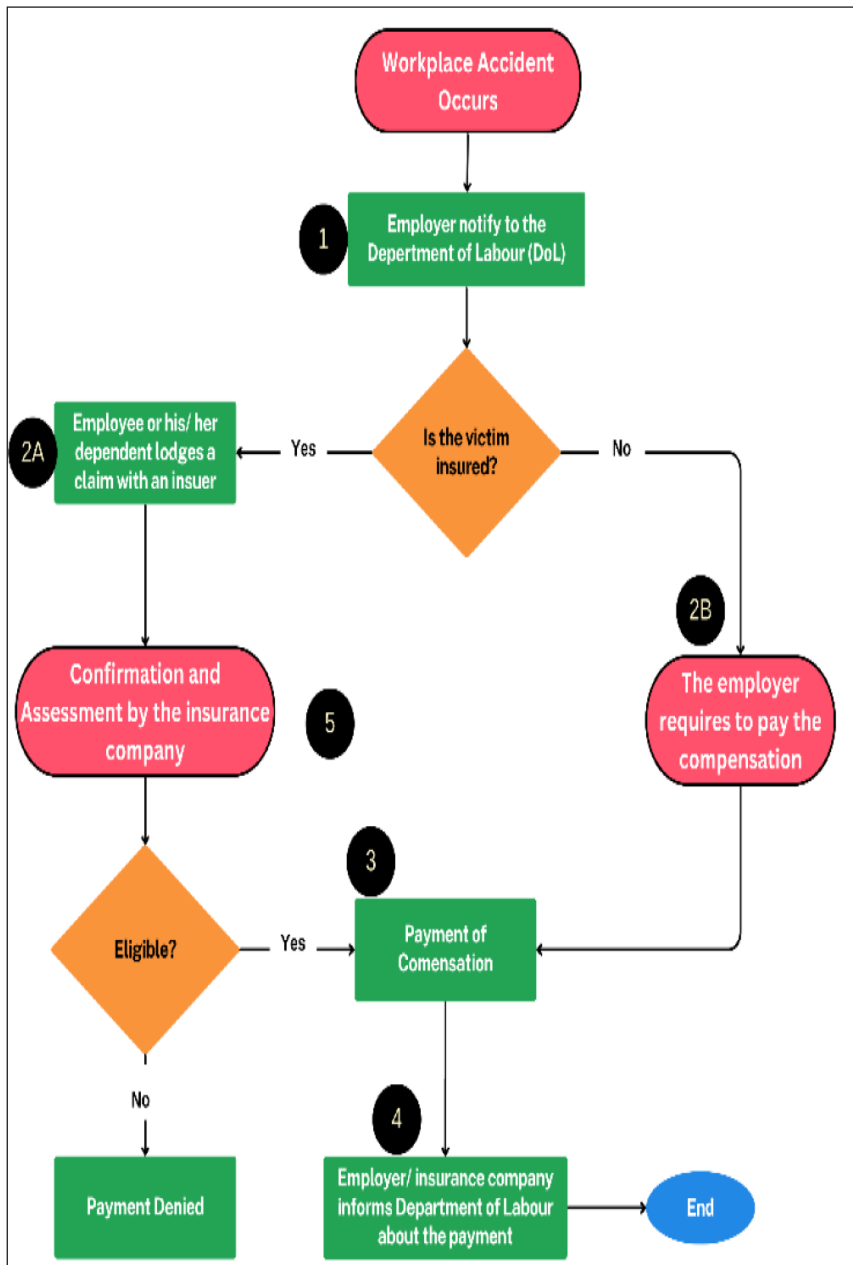 Workplace Accident
Occurs
1
Employer notify to the
Depertment of Labour (DoL)
Is the victim
insured?
Yes
No
2A
Employee or his/ her
dependent lodges a
claim with an insuer
2B
Confirmation and
Assessment by the insurance
company
5
The employer
requires to pay the
compensation
3
Eligible?
Yes
Payment of
Comensation
No
4
Payment Denied
Employer/ insurance company
informs Department of Labour
about the payment
End